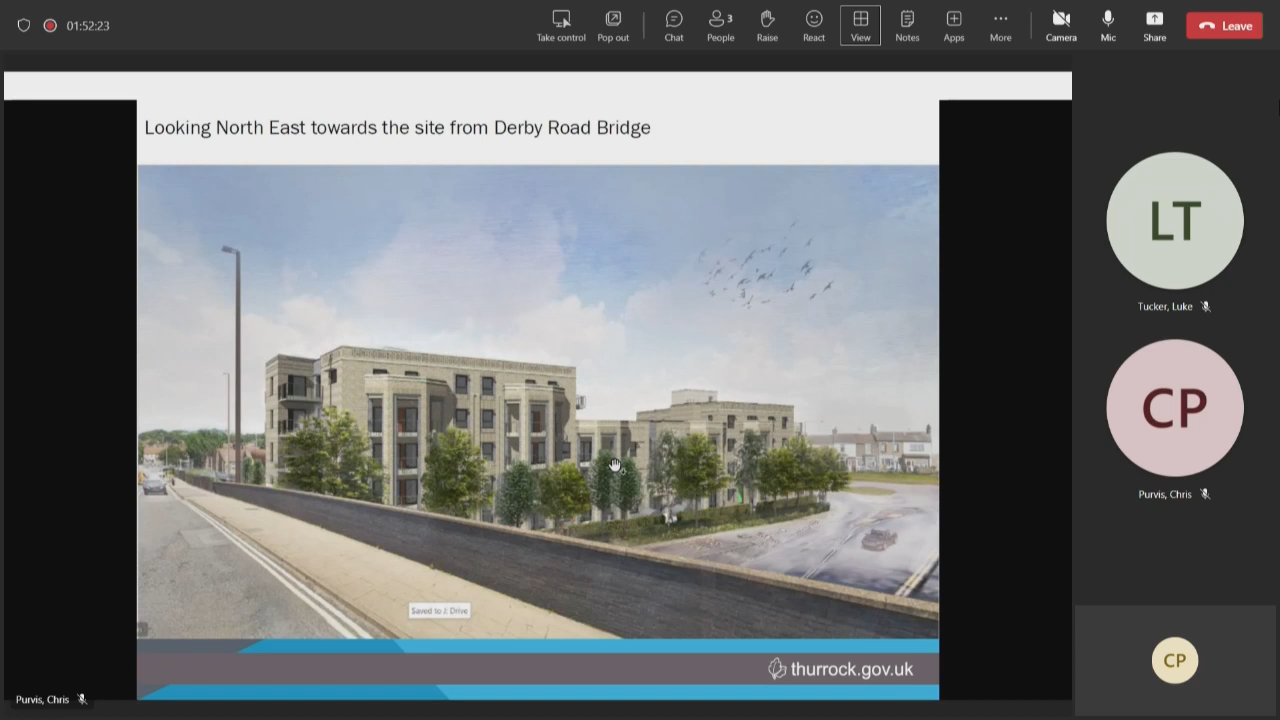 01:52:23
Take control
Pop out
Chat
3
People
Raise
React
View
Notes
Apps
More
Camera
Mic
Share
Leave
Looking North East towards the site from Derby Road Bridge
LT
Tucker, Luke
CP
Purvis, Chris
Saved to J: Drive
thurrock.gov.uk
CP
Purvis, Chris